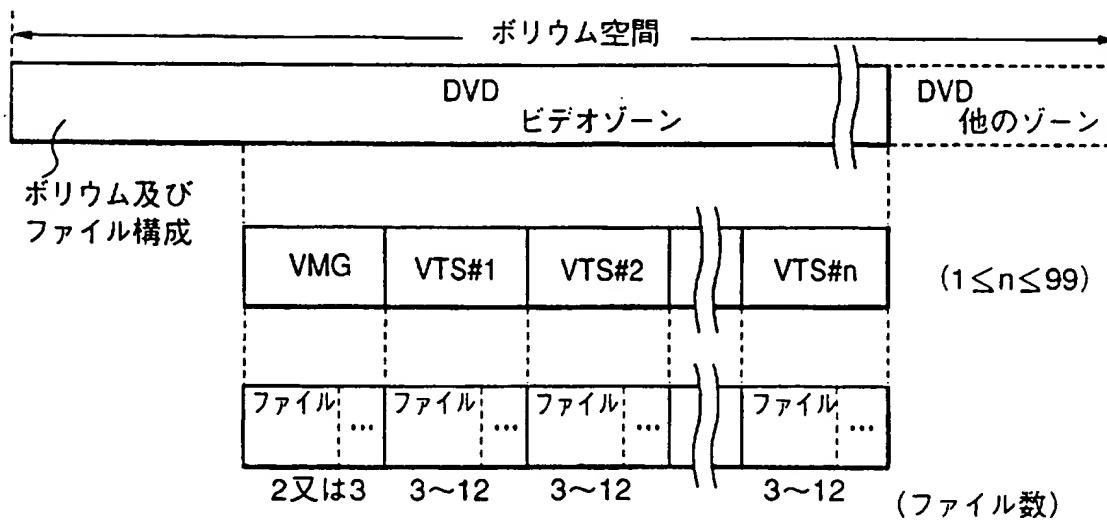 ボリウム空間
DVD
ビデオゾーン
DVD
他のゾーン
ボリウム及び
ファイル構成
VMG VTS#1 VTS#2 VTS#n (1≦n≦99)
ファイル … ファイル … ファイル … ファイル …
2又は3 3～12 3～12 3～12 (ファイル数)